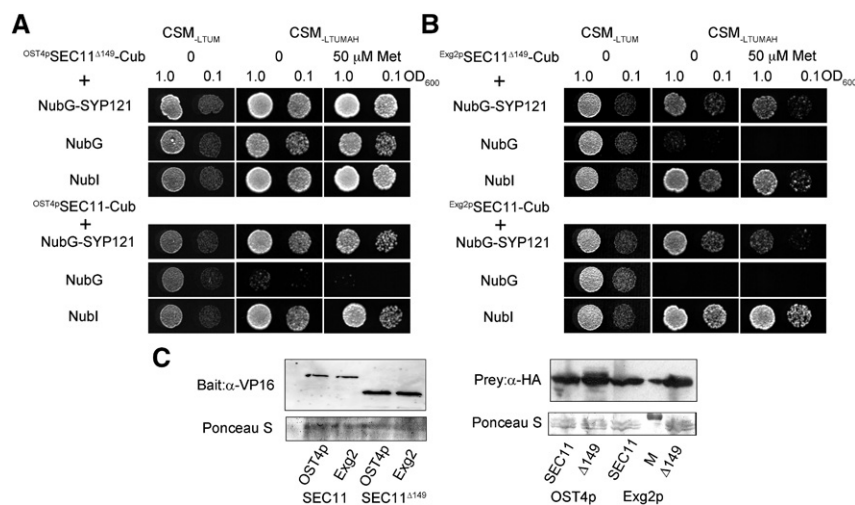 A
CSM-LTUM CSM-LTUMAH
OST4pSEC11Δ149-Cub 0 0 50 μM Met
+ 1.0 0.1 1.0 0.1 1.0 0.1 OD600
NubG-SYP121
NubG
NubI
OST4pSEC11-Cub
+
NubG-SYP121
NubG
NubI
B
CSM-LTUM CSM-LTUMAH
Exg2pSEC11Δ149-Cub 0 0 50 μM Met
+ 1.0 0.1 1.0 0.1 1.0 0.1 OD600
NubG-SYP121
NubG
NubI
Exg2pSEC11-Cub
+
NubG-SYP121
NubG
NubI
C
Bait:α-VP16
Ponceau S
OST4p Exg2 OST4p Exg2
SEC11 SEC11Δ149
Prey:α-HA
Ponceau S
SEC11 Δ149 SEC11 M Δ149
OST4p Exg2p